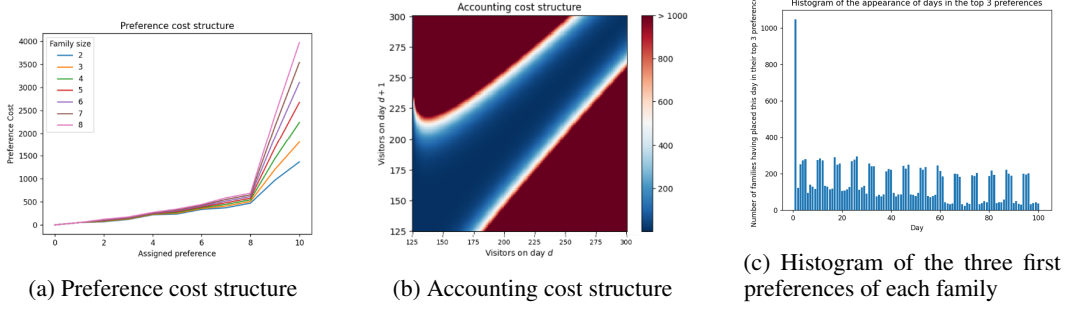 Preference cost structure
Family size
2
3
4
5
6
7
8
Preference Cost
4000
3500
3000
2500
2000
1500
1000
500
0
0 2 4 6 8 10
Assigned preference
(a) Preference cost structure
Accounting cost structure
Visitors on day d + 1
300
275
250
225
200
175
150
125
125 150 175 200 225 250 275 300
Visitors on day d
> 1000
800
600
400
200
(b) Accounting cost structure
Histogram of the appearance of days in the top 3 preferences
Number of families having placed this day in their top 3 preference
1000
800
600
400
200
0
0 20 40 60 80 100
Day
(c) Histogram of the three first
preferences of each family